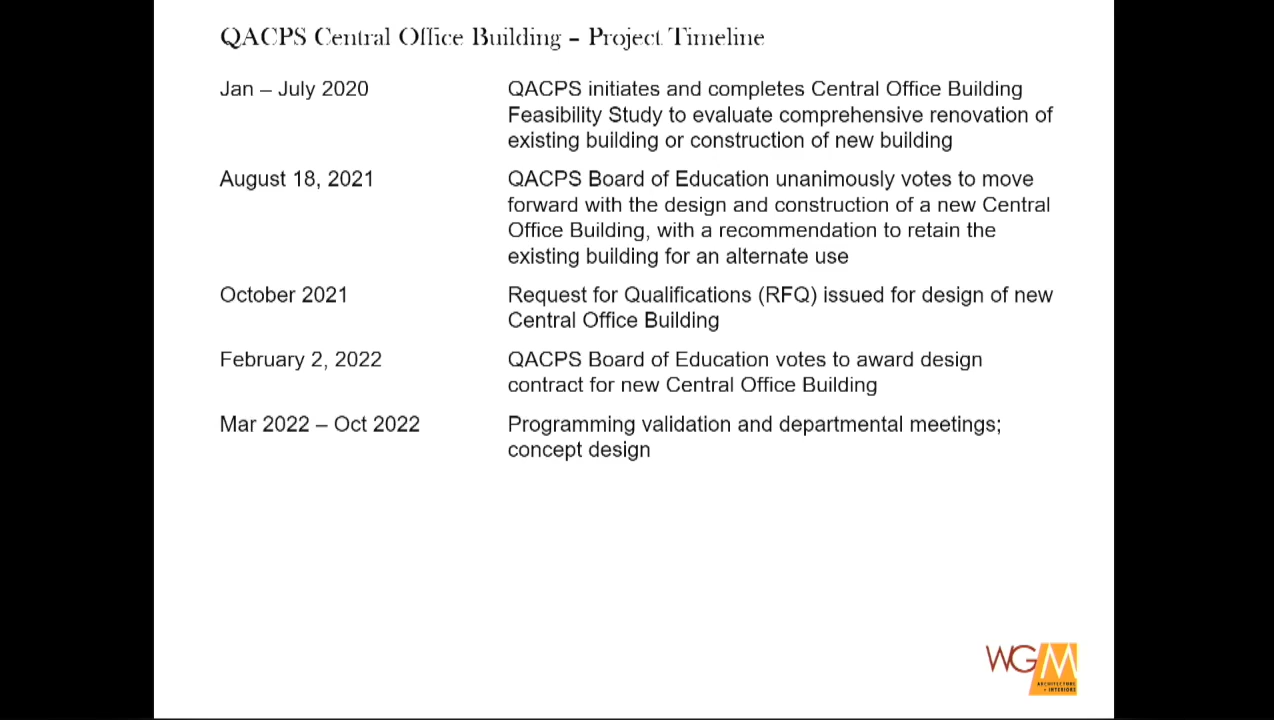 QACPS Central Office Building – Project Timeline
Jan – July 2020
QACPS initiates and completes Central Office Building
Feasibility Study to evaluate comprehensive renovation of
existing building or construction of new building
August 18, 2021
QACPS Board of Education unanimously votes to move
forward with the design and construction of a new Central
Office Building, with a recommendation to retain the
existing building for an alternate use
October 2021
Request for Qualifications (RFQ) issued for design of new
Central Office Building
February 2, 2022
QACPS Board of Education votes to award design
contract for new Central Office Building
Mar 2022 – Oct 2022
Programming validation and departmental meetings;
concept design
WGM
ARCHITECTURE
+ INTERIORS